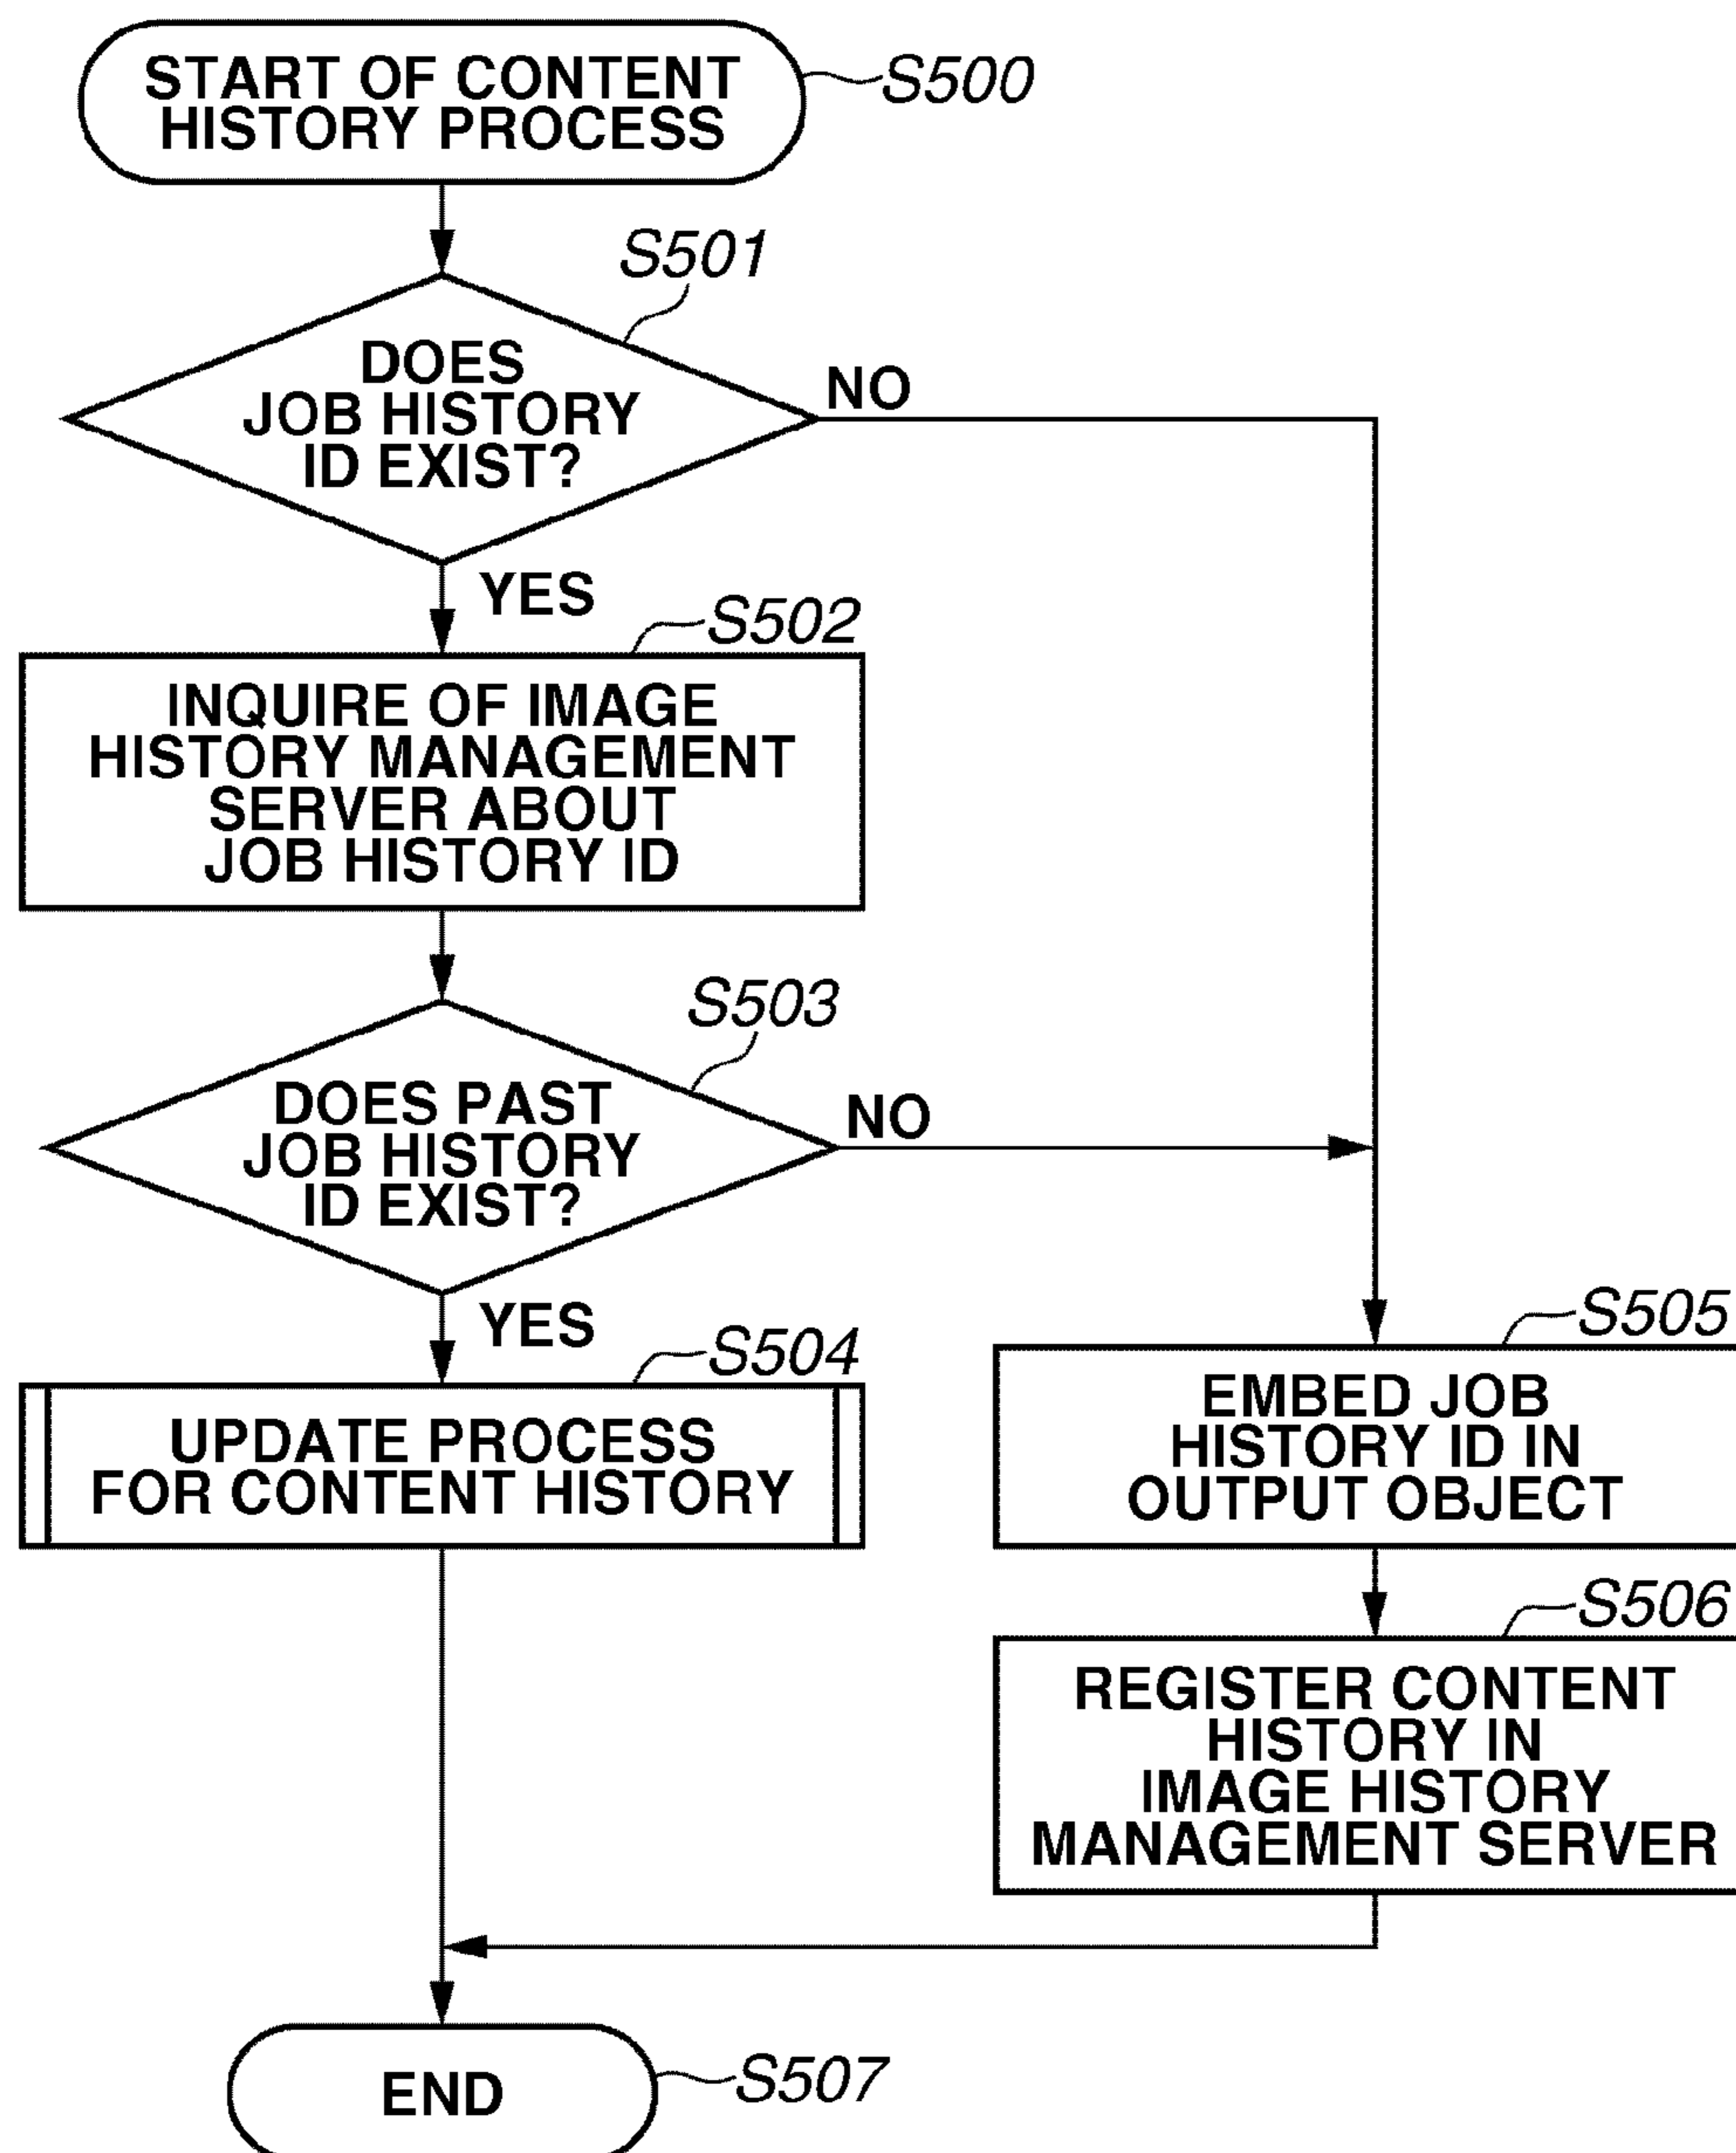 START OF CONTENT
HISTORY PROCESS
S500
S501
DOES
JOB HISTORY
ID EXIST?
NO
YES
S502
INQUIRE OF IMAGE
HISTORY MANAGEMENT
SERVER ABOUT
JOB HISTORY ID
S503
DOES PAST
JOB HISTORY
ID EXIST?
NO
YES
S504
UPDATE PROCESS
FOR CONTENT HISTORY
S505
EMBED JOB
HISTORY ID IN
OUTPUT OBJECT
S506
REGISTER CONTENT
HISTORY IN
IMAGE HISTORY
MANAGEMENT SERVER
END
S507